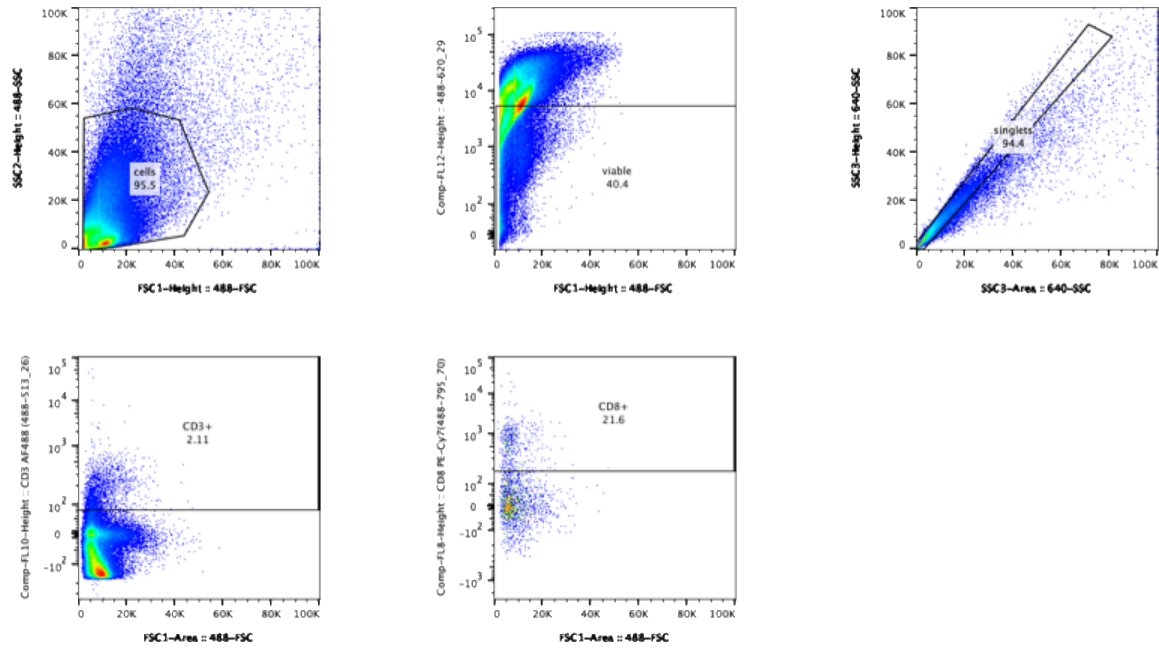 100K
80K
60K
40K
20K
0
SSC2-Height :: 488-SSC
cells
95.5
0 20K 40K 60K 80K 100K
FSC1-Height :: 488-FSC
10^5
10^4
10^3
10^2
0
Comp-FL12-Height :: 488-620_29
viable
40.4
0 20K 40K 60K 80K 100K
FSC1-Height :: 488-FSC
100K
80K
60K
40K
20K
0
SSC3-Height :: 640-SSC
singlets
94.4
0 20K 40K 60K 80K 100K
SSC3-Area :: 640-SSC
10^5
10^4
10^3
10^2
0
-10^2
Comp-FL10-Height :: CD3 AF488 (488-513_26)
CD3+
2.11
0 20K 40K 60K 80K 100K
FSC1-Area :: 488-FSC
10^5
10^4
10^3
10^2
0
-10^2
-10^3
Comp-FL8-Height :: CD8 PE-Cy7(488-795_70)
CD8+
21.6
0 20K 40K 60K 80K 100K
FSC1-Area :: 488-FSC